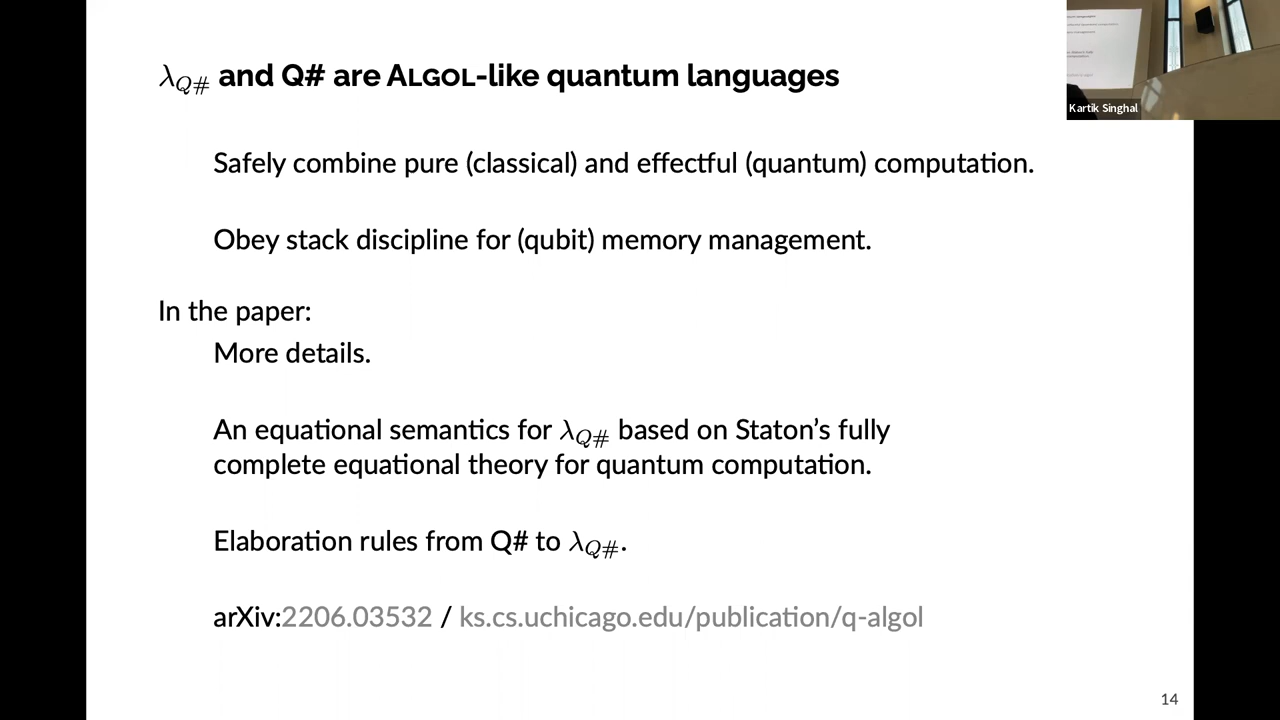 λQ# and Q# are ALGOL-like quantum languages
Kartik Singhal
Safely combine pure (classical) and effectful (quantum) computation.
Obey stack discipline for (qubit) memory management.
In the paper:
More details.
An equational semantics for λQ# based on Staton’s fully
complete equational theory for quantum computation.
Elaboration rules from Q# to λQ#.
arXiv:2206.03532 / ks.cs.uchicago.edu/publication/q-algol
14